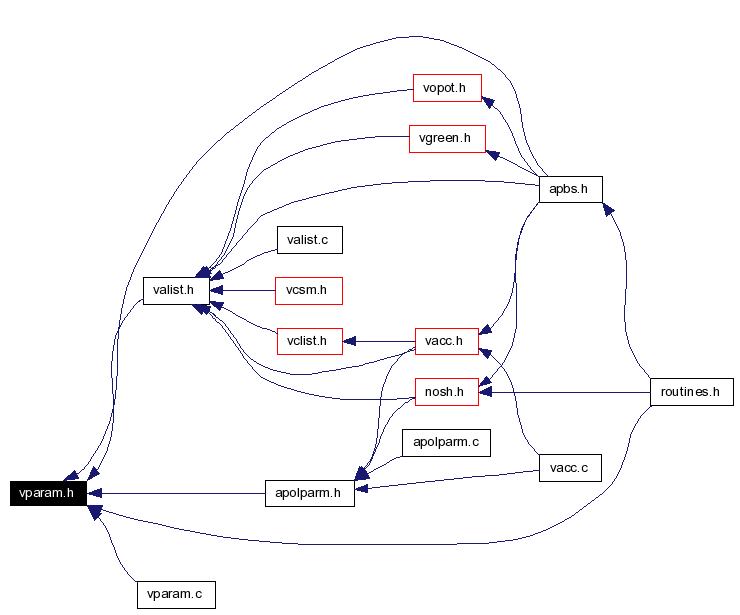 vopot.h
vgreen.h
apbs.h
valist.c
valist.h
vcsm.h
vclist.h
vacc.h
nosh.h
routines.h
apolparm.c
vacc.c
vparam.h
apolparm.h
vparam.c